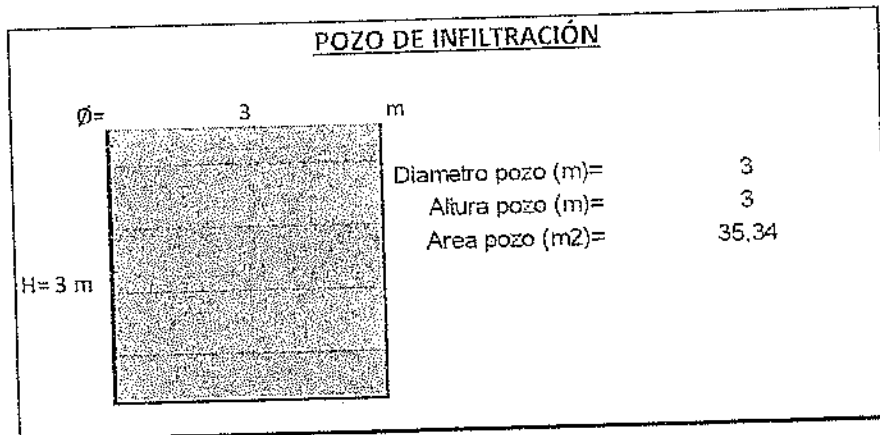 POZO DE INFILTRACIÓN
Ø= 3 m
Diametro pozo (m)= 3
Altura pozo (m)= 3
Area pozo (m2)= 35,34
H= 3 m